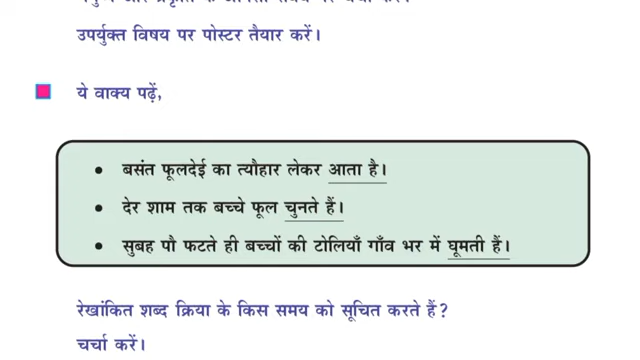 उपर्युक्त विषय पर पोस्टर तैयार करें।
ये वाक्य पढ़ें,
• बसंत फूलदेई का त्यौहार लेकर आता है।
• देर शाम तक बच्चे फूल चुनते हैं।
• सुबह पौ फटते ही बच्चों की टोलियाँ गाँव भर में घूमती हैं।
रेखांकित शब्द क्रिया के किस समय को सूचित करते हैं?
चर्चा करें।